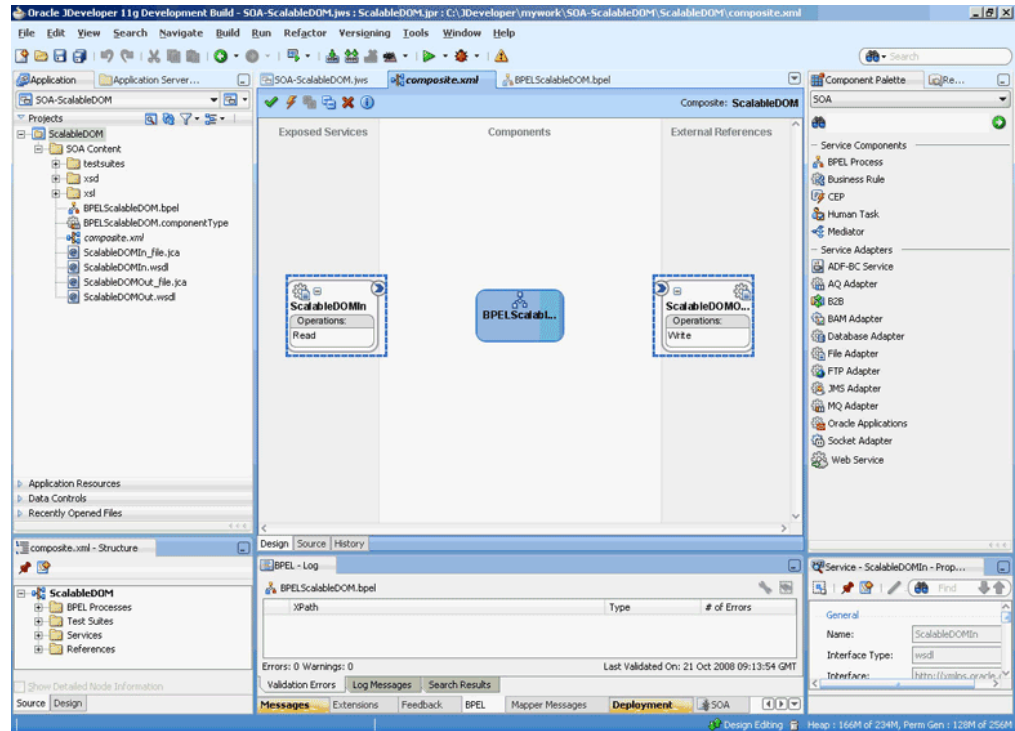 Oracle JDeveloper 11g Development Build - SOA-ScalableDOM.jws : ScalableDOM.jpr : C:\JDeveloper\mywork\SOA-ScalableDOM\ScalableDOM\composite.xml
File Edit View Search Navigate Build Run Refactor Versioning Tools Window Help
Search
Application
Application Server...
SOA-ScalableDOM
Projects
ScalableDOM
SOA Content
testsuites
xsd
xsl
BPELScalableDOM.bpel
BPELScalableDOM.componentType
composite.xml
ScalableDOMIn_file.jca
ScalableDOMIn.wsdl
ScalableDOMOut_file.jca
ScalableDOMOut.wsdl
Application Resources
Data Controls
Recently Opened Files
composite.xml - Structure
ScalableDOM
BPEL Processes
Test Suites
Services
References
Show Detailed Node Information
Source Design
SOA-ScalableDOM.jws
composite.xml
BPELScalableDOM.bpel
Composite: ScalableDOM
Exposed Services
Components
External References
ScalableDOMIn
Operations:
Read
BPELScalabl...
ScalableDOMO...
Operations:
Write
Design Source History
BPEL - Log
BPELScalableDOM.bpel
XPath Type # of Errors
Errors: 0 Warnings: 0
Last Validated On: 21 Oct 2008 09:13:54 GMT
Validation Errors Log Messages Search Results
Messages Extensions Feedback BPEL Mapper Messages Deployment SOA
Component Palette
Re...
SOA
Service Components
BPEL Process
Business Rule
CEP
Human Task
Mediator
Service Adapters
ADF-BC Service
AQ Adapter
B2B
BAM Adapter
Database Adapter
File Adapter
FTP Adapter
JMS Adapter
MQ Adapter
Oracle Applications
Socket Adapter
Web Service
Service - ScalableDOMIn - Prop...
Find
General
Name: ScalableDOMIn
Interface Type: wsdl
Interface: http://xmlns.oracle.
Design Editing
Heap : 166M of 234M, Perm Gen : 128M of 256M